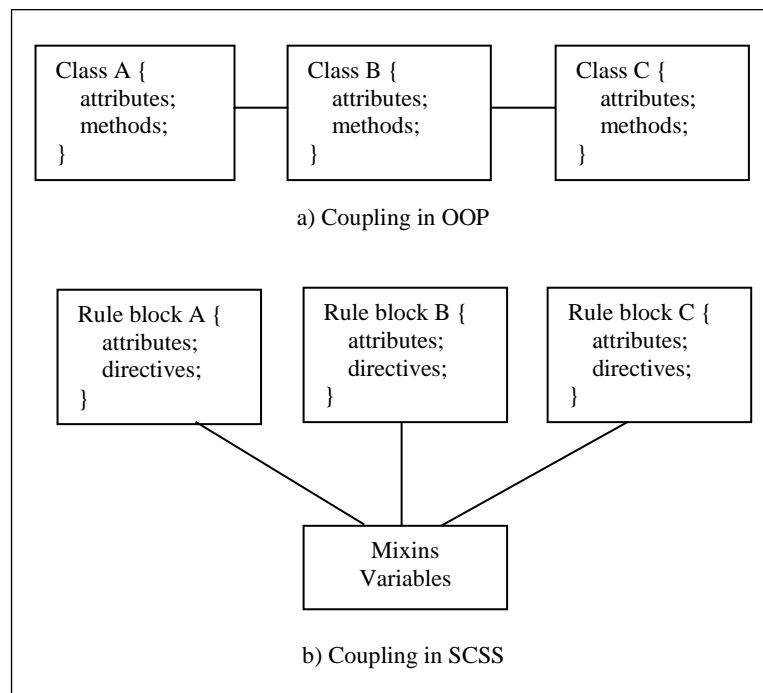 Class A {
attributes;
methods;
}
Class B {
attributes;
methods;
}
Class C {
attributes;
methods;
}
a) Coupling in OOP
Rule block A {
attributes;
directives;
}
Rule block B {
attributes;
directives;
}
Rule block C {
attributes;
directives;
}
Mixins
Variables
b) Coupling in SCSS